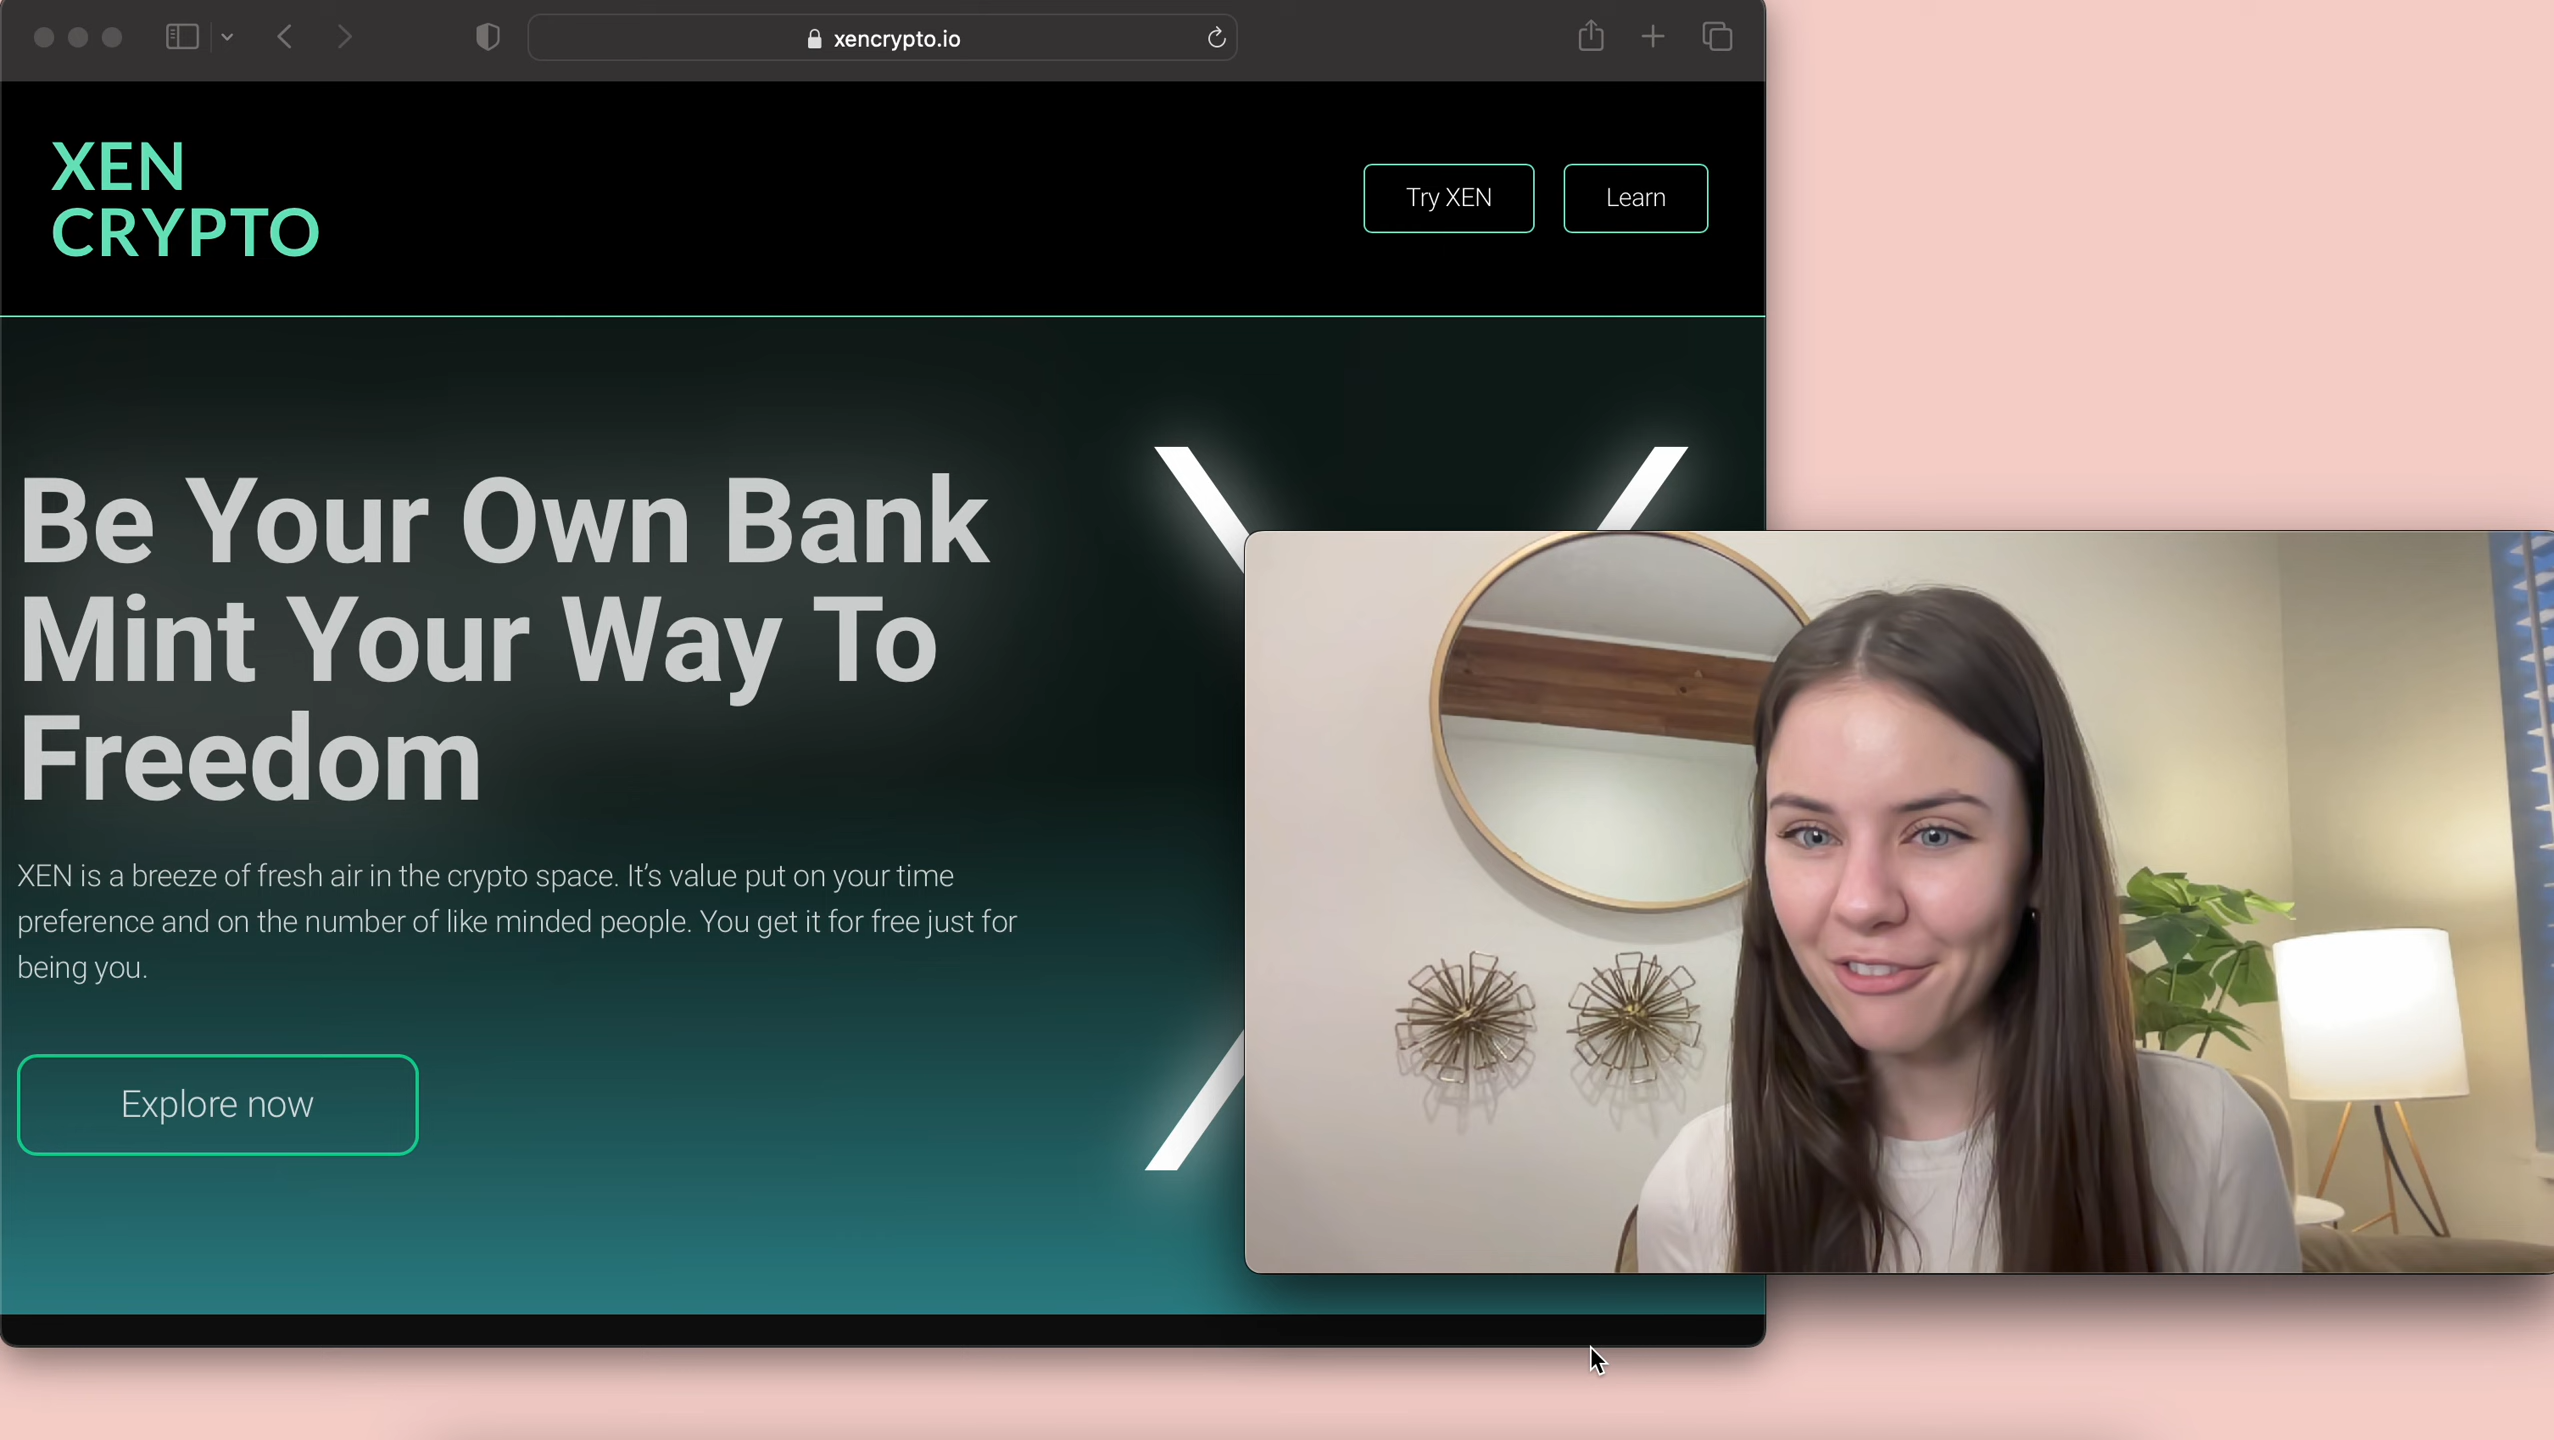 xencrypto.io
XEN
CRYPTO
Try XEN
Learn
Be Your Own Bank
Mint Your Way To
Freedom
XEN is a breeze of fresh air in the crypto space. It’s value put on your time
preference and on the number of like minded people. You get it for free just for
being you.
Explore now